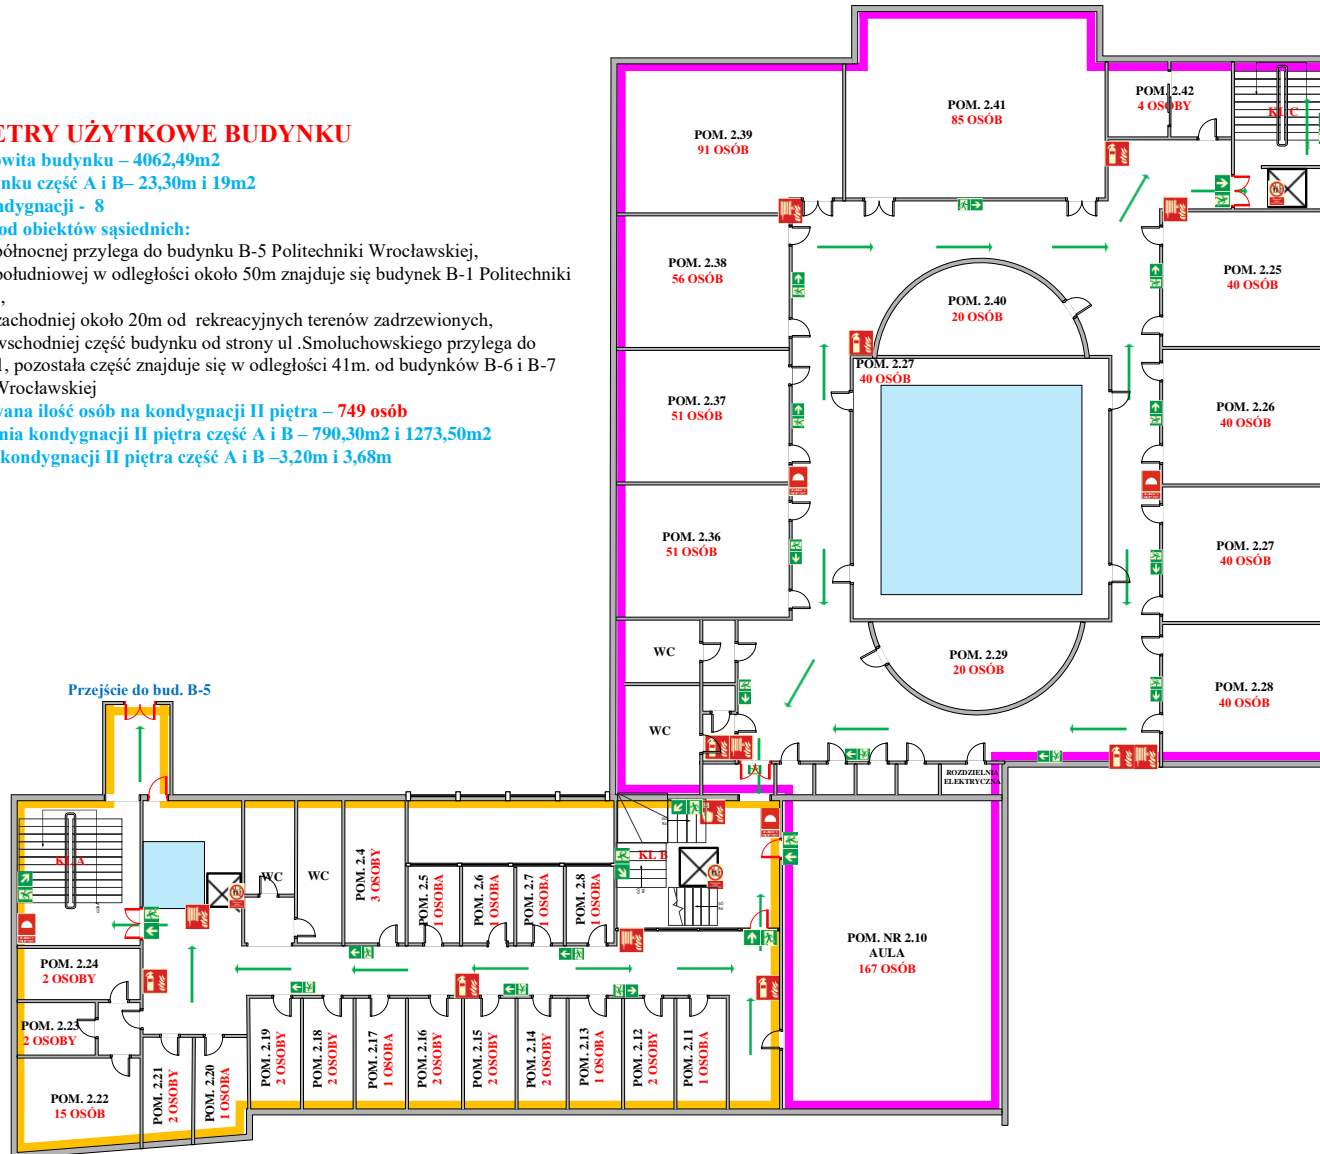 ETRY UŻYTKOWE BUDYNKU
owita budynku – 4062,49m2
nku część A i B– 23,30m i 19m2
ndygnacji - 8
od obiektów sąsiednich:
północnej przylega do budynku B-5 Politechniki Wrocławskiej,
południowej w odległości około 50m znajduje się budynek B-1 Politechniki
,
zachodniej około 20m od rekreacyjnych terenów zadrzewionych,
wschodniej część budynku od strony ul .Smoluchowskiego przylega do
1, pozostała część znajduje się w odległości 41m. od budynków B-6 i B-7
Wrocławskiej
wana ilość osób na kondygnacji II piętra – 749 osób
nia kondygnacji II piętra część A i B – 790,30m2 i 1273,50m2
kondygnacji II piętra część A i B –3,20m i 3,68m
POM. 2.39
91 OSÓB
POM. 2.41
85 OSÓB
POM. 2.42
4 OSOBY
KL C
POM. 2.38
56 OSÓB
POM. 2.40
20 OSÓB
POM. 2.25
40 OSÓB
POM. 2.27
40 OSÓB
POM. 2.37
51 OSÓB
POM. 2.26
40 OSÓB
POM. 2.36
51 OSÓB
POM. 2.27
40 OSÓB
WC
POM. 2.29
20 OSÓB
POM. 2.28
40 OSÓB
WC
ROZDZIELNIA
ELEKTRYCZNA
Przejście do bud. B-5
KL A
WC
WC
POM. 2.4
3 OSOBY
POM. 2.5
1 OSOBA
POM. 2.6
1 OSOBA
POM. 2.7
1 OSOBA
POM. 2.8
1 OSOBA
KL B
POM. NR 2.10
AULA
167 OSÓB
POM. 2.24
2 OSOBY
POM. 2.23
2 OSOBY
POM. 2.22
15 OSÓB
POM. 2.21
2 OSOBY
POM. 2.20
1 OSOBA
POM. 2.19
2 OSOBY
POM. 2.18
2 OSOBY
POM. 2.17
1 OSOBA
POM. 2.16
2 OSOBY
POM. 2.15
2 OSOBY
POM. 2.14
2 OSOBY
POM. 2.13
1 OSOBA
POM. 2.12
2 OSOBY
POM. 2.11
1 OSOBA